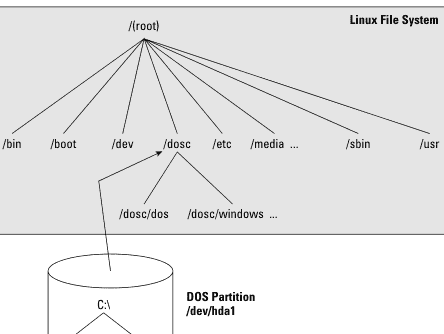 Linux File System
/(root)
/bin /boot /dev /dosc /etc /media ... /sbin /usr
/dosc/dos /dosc/windows ...
DOS Partition
/dev/hda1
C:\